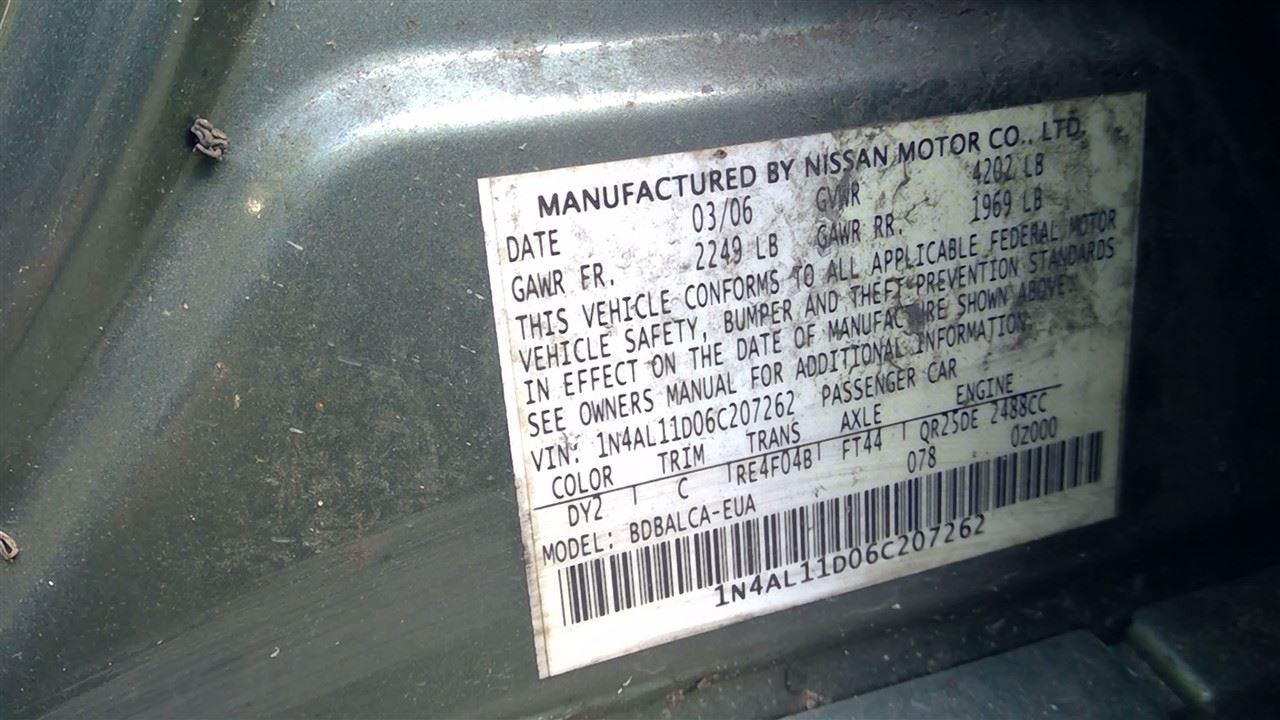 MANUFACTURED BY NISSAN MOTOR CO., LTD.
DATE 03/06 GVWR 4202 LB
GAWR FR. 2249 LB GAWR RR. 1969 LB
THIS VEHICLE CONFORMS TO ALL APPLICABLE FEDERAL MOTOR
VEHICLE SAFETY, BUMPER AND THEFT PREVENTION STANDARDS
IN EFFECT ON THE DATE OF MANUFACTURE SHOWN ABOVE.
SEE OWNERS MANUAL FOR ADDITIONAL INFORMATION.
VIN: 1N4AL11D06C207262 PASSENGER CAR
COLOR TRIM TRANS AXLE ENGINE
DY2 C RE4F04B FT44 QR25DE 2488CC
MODEL: BDBALCA-EUA 078 02000
1N4AL11D06C207262